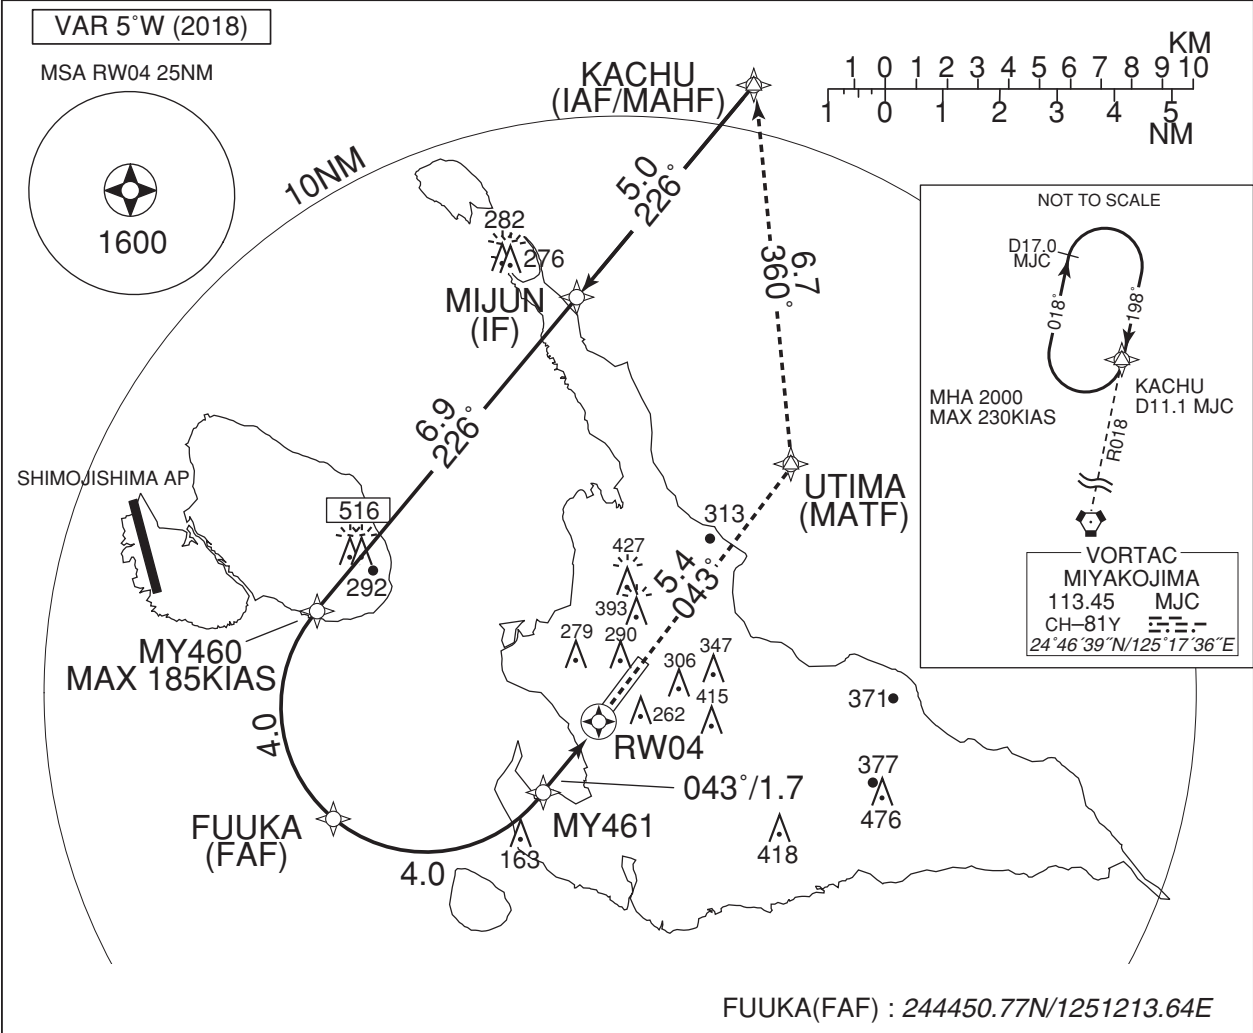 VAR 5˚W (2018)
MSA RW04 25NM
1600
10NM
KACHU
(IAF/MAHF)
KM
1 0 1 2 3 4 5 6 7 8 9 10
1 0 1 2 3 4 5
NM
5.0
226˚
282
276
MIJUN
(IF)
6.7
360˚
NOT TO SCALE
D17.0
MJC
018˚
198˚
KACHU
D11.1 MJC
MHA 2000
MAX 230KIAS
R018
VORTAC
MIYAKOJIMA
113.45 MJC
CH–81Y
24˚46´39˝N/125˚17´36˝E
6.9
226˚
SHIMOJISHIMA AP
516
292
UTIMA
(MATF)
313
427
393
5.4
043˚
279
290
306
347
415
262
371
MY460
MAX 185KIAS
4.0
RW04
043˚/1.7
377
476
MY461
FUUKA
(FAF)
163
418
4.0
FUUKA(FAF) : 244450.77N/1251213.64E